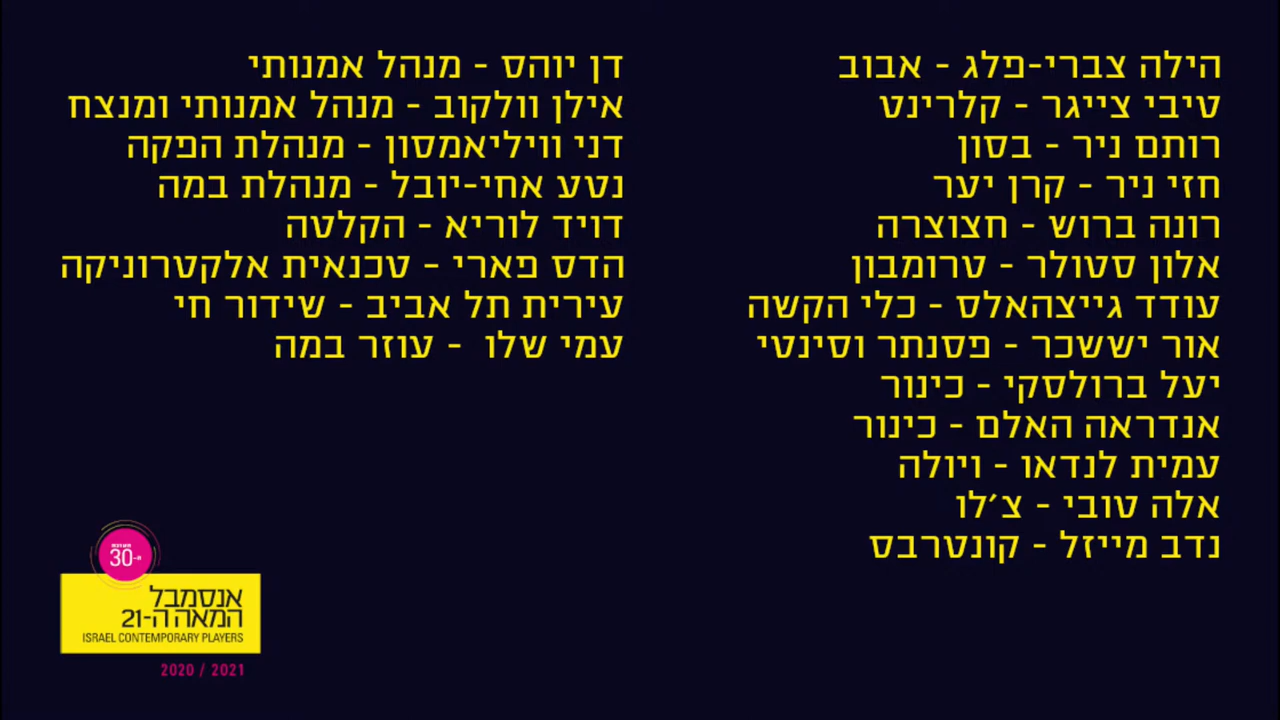 הילה צברי-פלג - אבוב
טיבי צייגר - קלרינט
רותם ניר - בסון
חזי ניר - קרן יער
רונה ברוש - חצוצרה
אלון סטולר - טרומבון
עודד גייצהאלס - כלי הקשה
אור יששכר - פסנתר וסינטי
יעל ברולסקי - כינור
אנדראה האלם - כינור
עמית לנדאו - ויולה
אלה טובי - צ׳לו
נדב מייזל - קונטרבס
דן יוהס - מנהל אמנותי
אילן וולקוב - מנהל אמנותי ומנצח
דני וויליאמסון - מנהלת הפקה
נטע אחי-יובל - מנהלת במה
דויד לוריא - הקלטה
הדס פארי - טכנאית אלקטרוניקה
עירית תל אביב - שידור חי
עמי שלו - עוזר במה
העונה
ה-30
אנסמבל
המאה ה-21
ISRAEL CONTEMPORARY PLAYERS
2020 / 2021